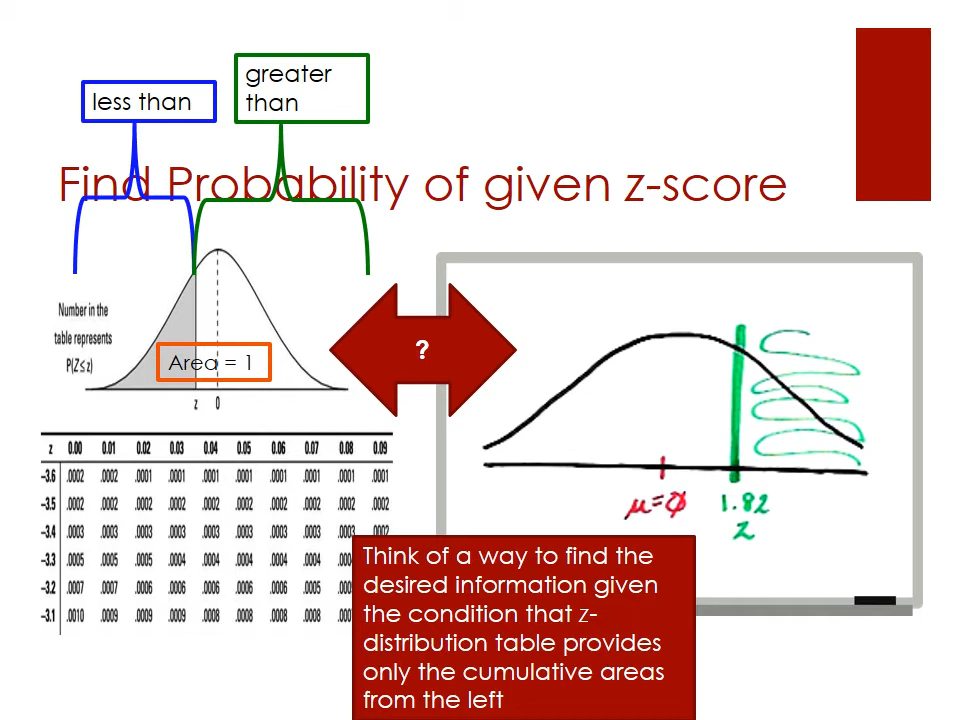 less than
greater
than
Find Probability of given z-score
Number in the
table represents
P(Z≤z)
Area = 1
z 0
?
μ=0
1.82
z
z 0.00 0.01 0.02 0.03 0.04 0.05 0.06 0.07 0.08 0.09
−3.6 .0002 .0002 .0001 .0001 .0001 .0001 .0001 .0001 .0001 .0001
−3.5 .0002 .0002 .0002 .0002 .0002 .0002 .0002 .0002 .0002 .0002
−3.4 .0003 .0003 .0003 .0003 .0003 .0003 .0003 .0003 .0003 .0002
−3.3 .0005 .0005 .0005 .0004 .0004 .0004 .0004 .0004
−3.2 .0007 .0007 .0006 .0006 .0006 .0006 .0006 .0005
−3.1 .0010 .0009 .0009 .0009 .0008 .0008 .0008 .0008
Think of a way to find the
desired information given
the condition that z-
distribution table provides
only the cumulative areas
from the left